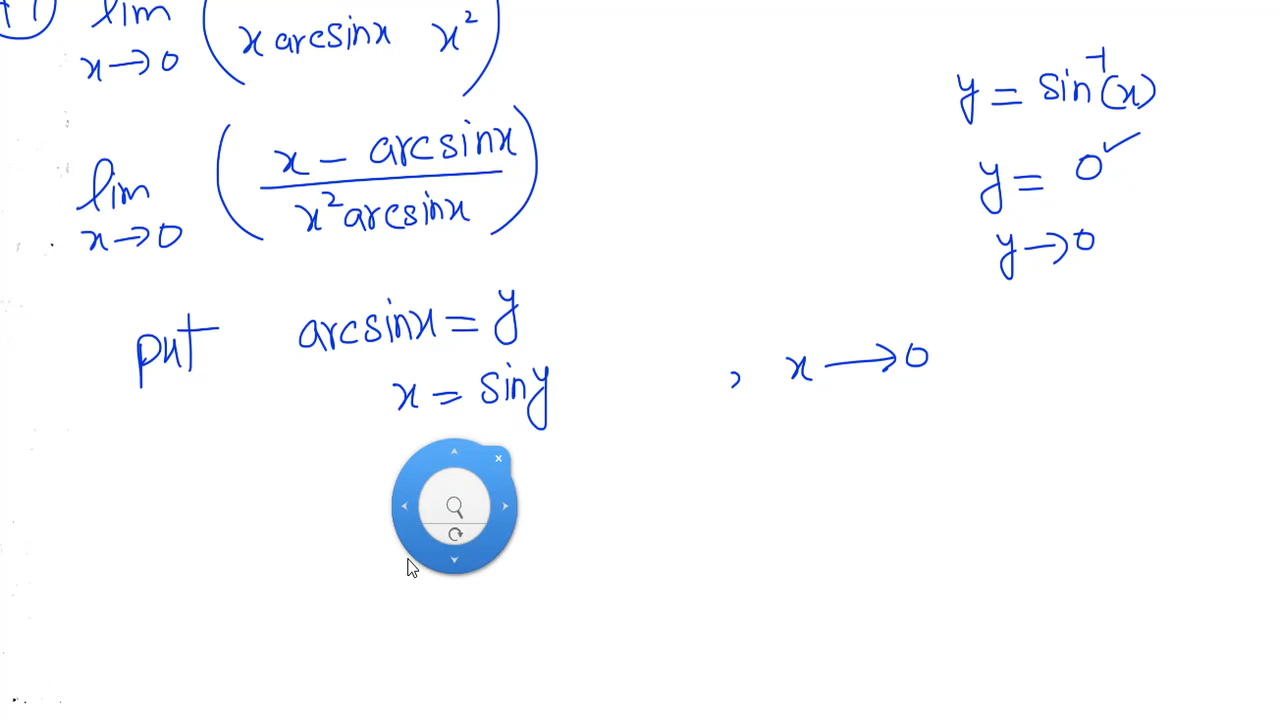 lim
x→0 ( x arcsinx x² )
lim
x→0 ( x - arcsinx / x² arcsinx )
put arcsinx = y
x = siny , x → 0
y = sin⁻¹(x)
y = 0 ✓
y → 0